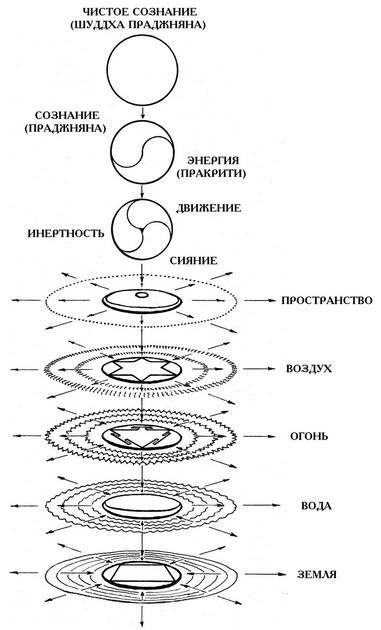 ЧИСТОЕ СОЗНАНИЕ
(ШУДДХА ПРАДЖНЯНА)
СОЗНАНИЕ
(ПРАДЖНЯНА)
ЭНЕРГИЯ
(ПРАКРИТИ)
ДВИЖЕНИЕ
ИНЕРТНОСТЬ
СИЯНИЕ
ПРОСТРАНСТВО
ВОЗДУХ
ОГОНЬ
ВОДА
ЗЕМЛЯ